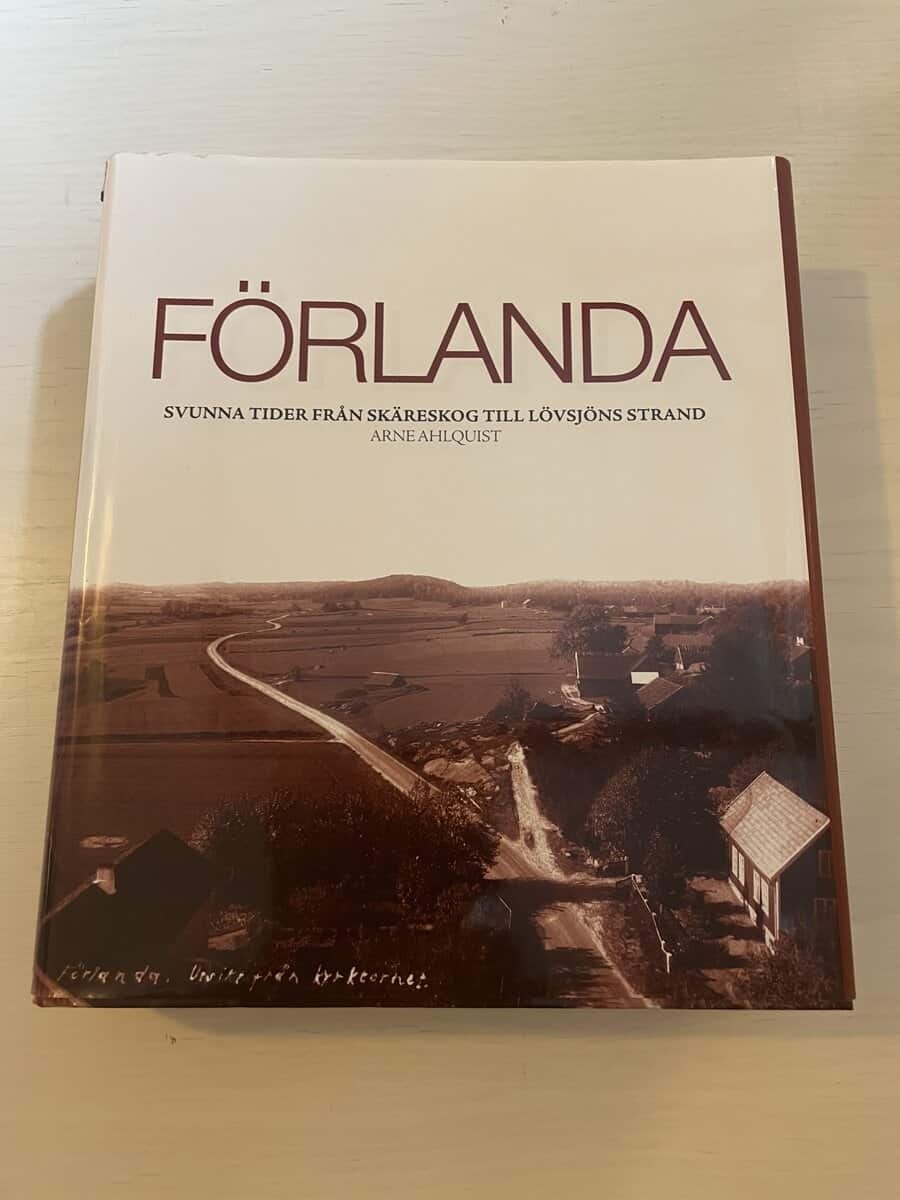 FÖRLANDA
SVUNNA TIDER FRÅN SKÄRESKOG TILL LÖVSJÖNS STRAND
ARNE AHLQUIST
Förlanda. Utsikt från kyrktornet.